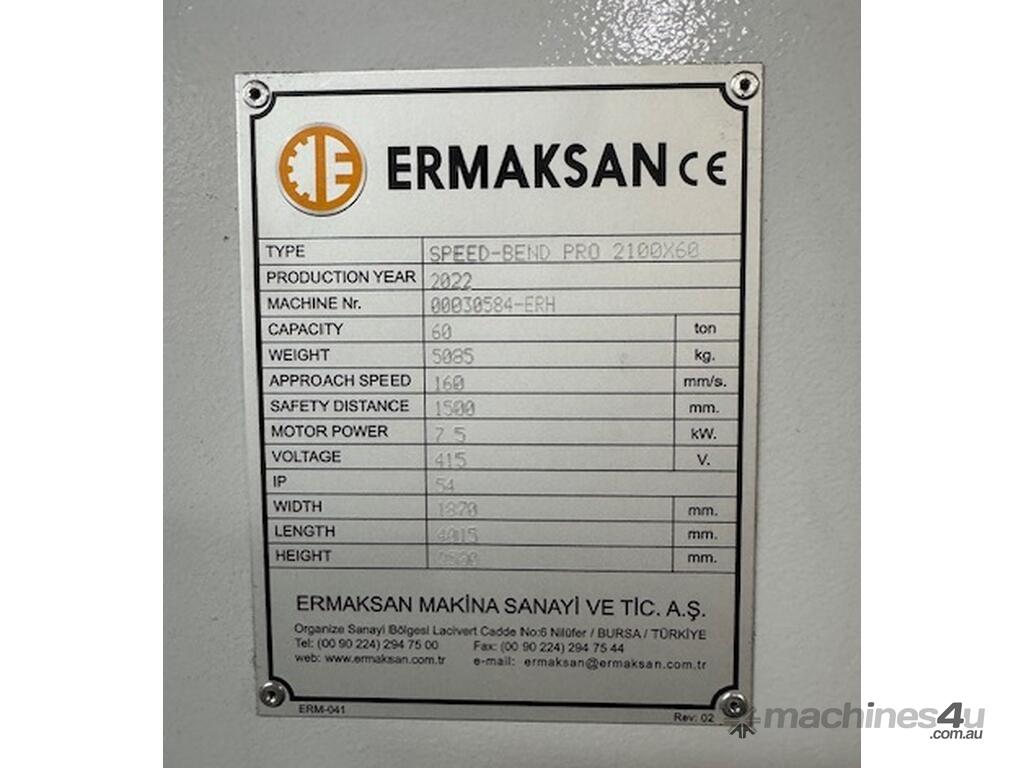 ERMAKSAN CE
TYPE SPEED-BEND PRO 2100X60
PRODUCTION YEAR 2022
MACHINE Nr. 00030584-ERH
CAPACITY 60 ton
WEIGHT 5085 kg.
APPROACH SPEED 160 mm/s.
SAFETY DISTANCE 1500 mm.
MOTOR POWER 7 5 kW.
VOLTAGE 415 V.
IP 54
WIDTH 1870 mm.
LENGTH 4015 mm.
HEIGHT mm.
ERMAKSAN MAKİNA SANAYİ VE TİC. A.Ş.
Organize Sanayi Bölgesi Lacivert Cadde No:6 Nilüfer / BURSA / TÜRKİYE
Tel: (00 90 224) 294 75 00 Fax: (00 90 224) 294 75 44
web: www.ermaksan.com.tr e-mail: ermaksan@ermaksan.com.tr
ERM-041 Rev: 02
machines4u
.com.au